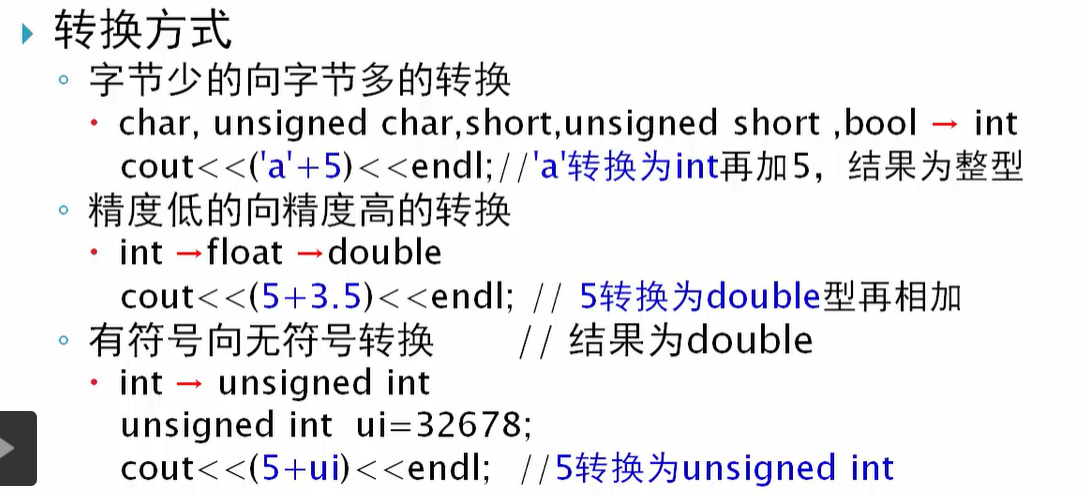 转换方式
字节少的向字节多的转换
char, unsigned char,short,unsigned short ,bool → int
cout<<('a'+5)<<endl;//'a'转换为int再加5，结果为整型
精度低的向精度高的转换
int →float →double
cout<<(5+3.5)<<endl; // 5转换为double型再相加
有符号向无符号转换 // 结果为double
int → unsigned int
unsigned int ui=32678;
cout<<(5+ui)<<endl; //5转换为unsigned int